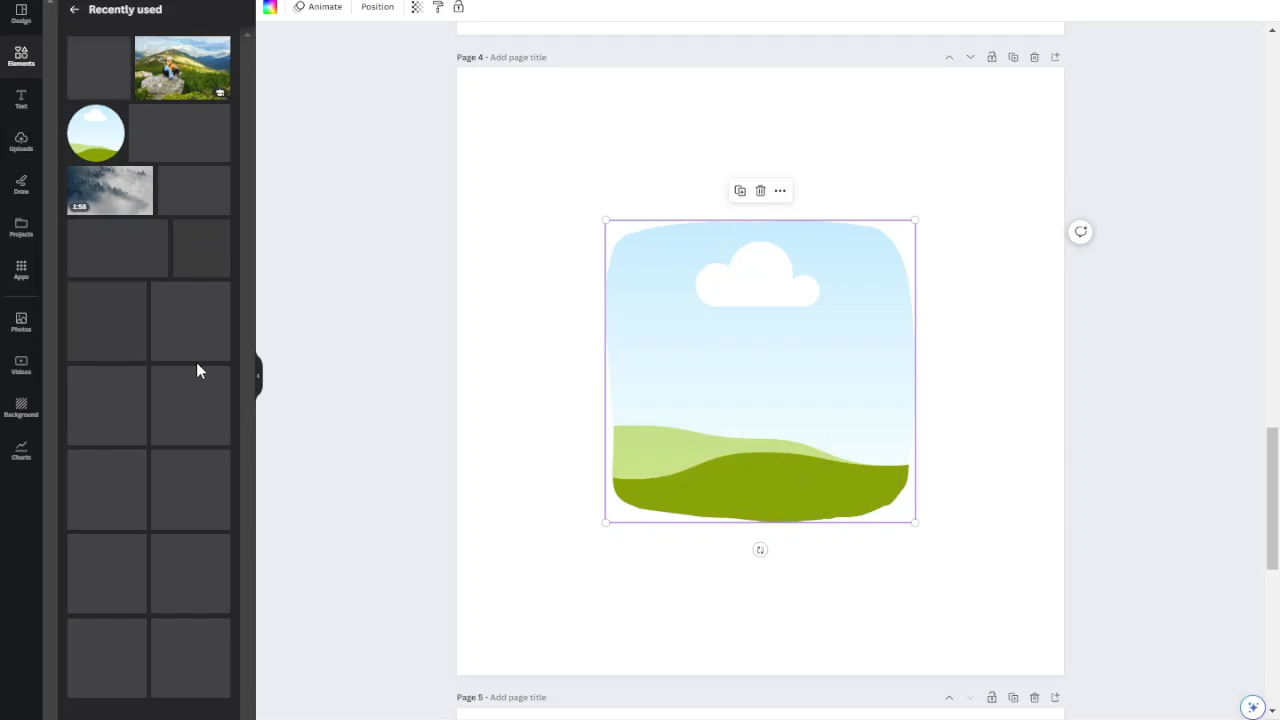 Design
Elements
Text
Uploads
Draw
Projects
Apps
Photos
Videos
Background
Charts
Recently used
1:58
Animate
Position
Page 4 - Add page title
Page 5 - Add page title